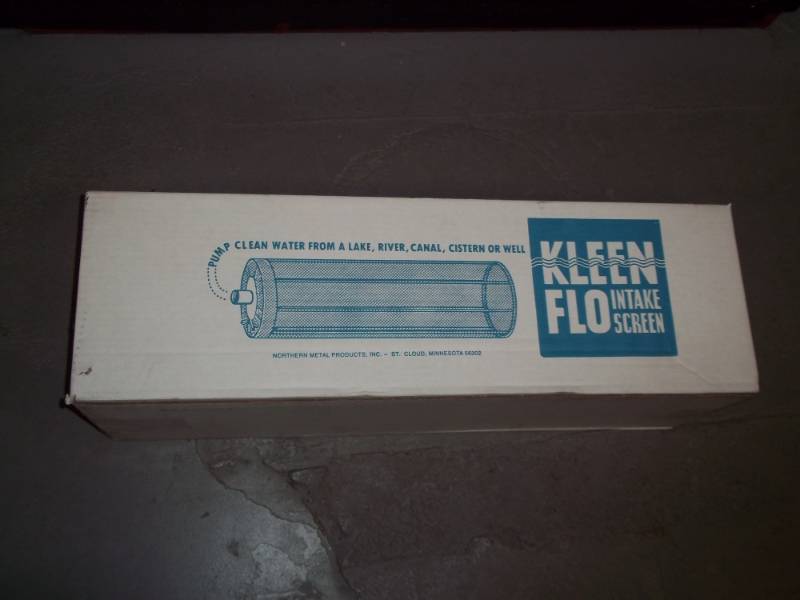 PUMP CLEAN WATER FROM A LAKE, RIVER, CANAL, CISTERN OR WELL
KLEEN
FLO INTAKE
SCREEN
NORTHERN METAL PRODUCTS, INC. – ST. CLOUD, MINNESOTA 56302